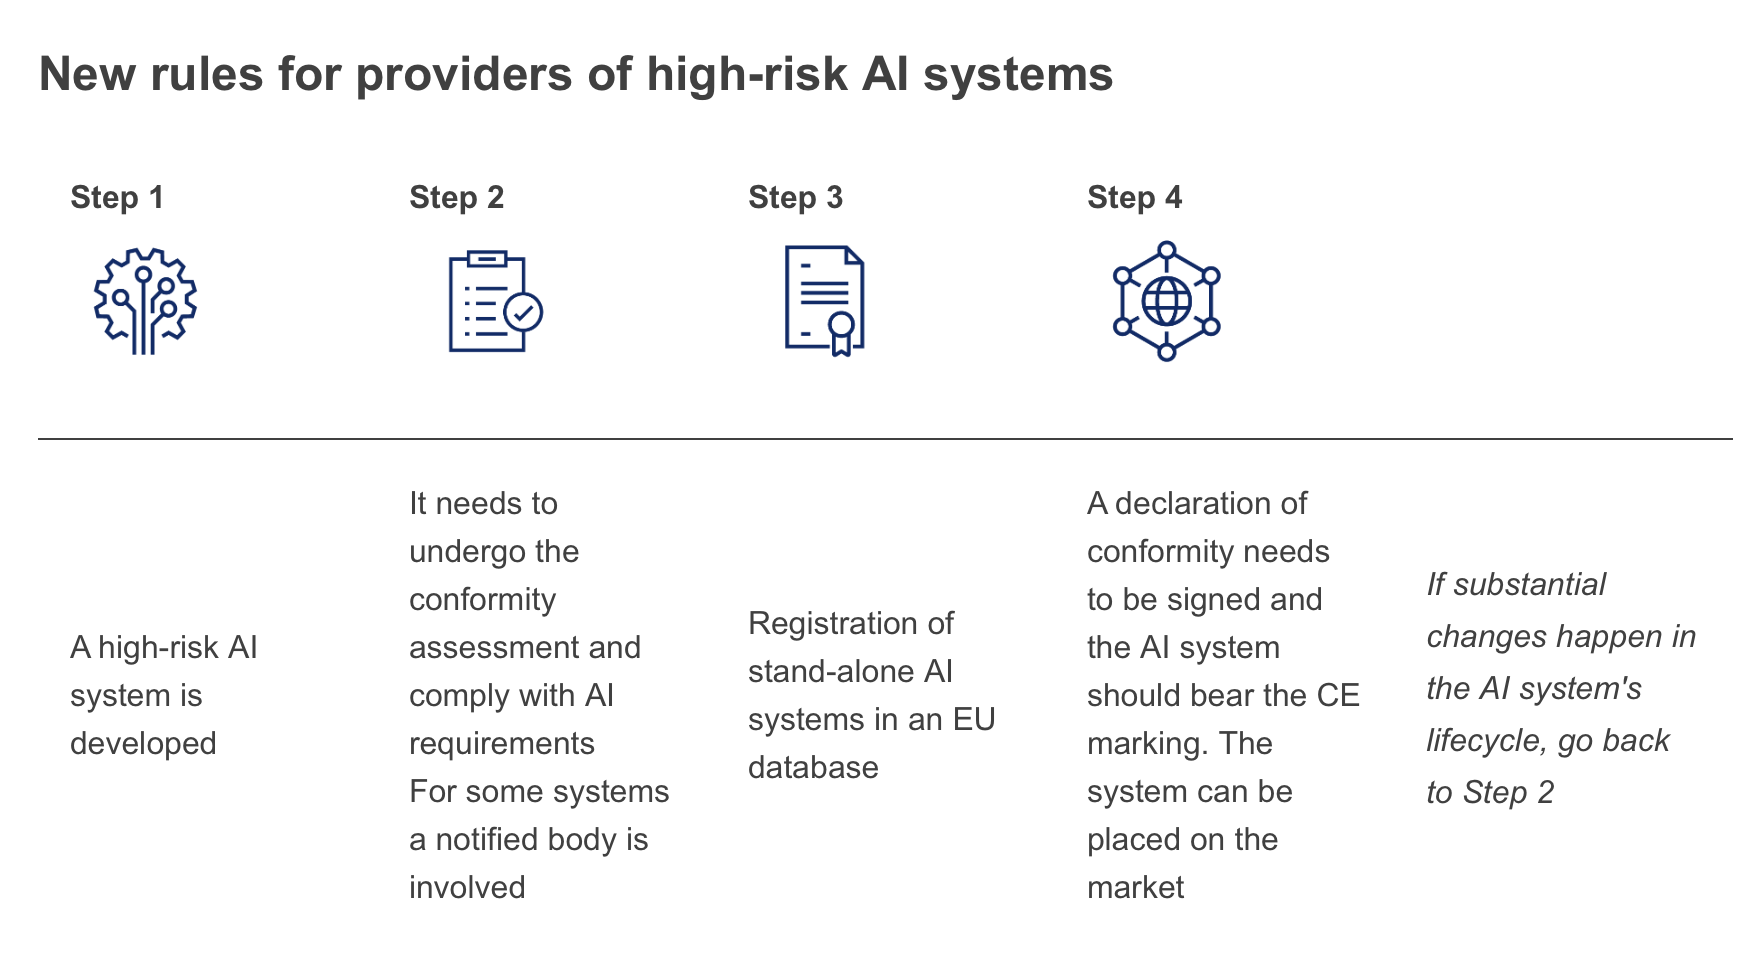 New rules for providers of high-risk AI systems
Step 1
Step 2
Step 3
Step 4
A high-risk AI
system is
developed
It needs to
undergo the
conformity
assessment and
comply with AI
requirements
For some systems
a notified body is
involved
Registration of
stand-alone AI
systems in an EU
database
A declaration of
conformity needs
to be signed and
the AI system
should bear the CE
marking. The
system can be
placed on the
market
If substantial
changes happen in
the AI system's
lifecycle, go back
to Step 2